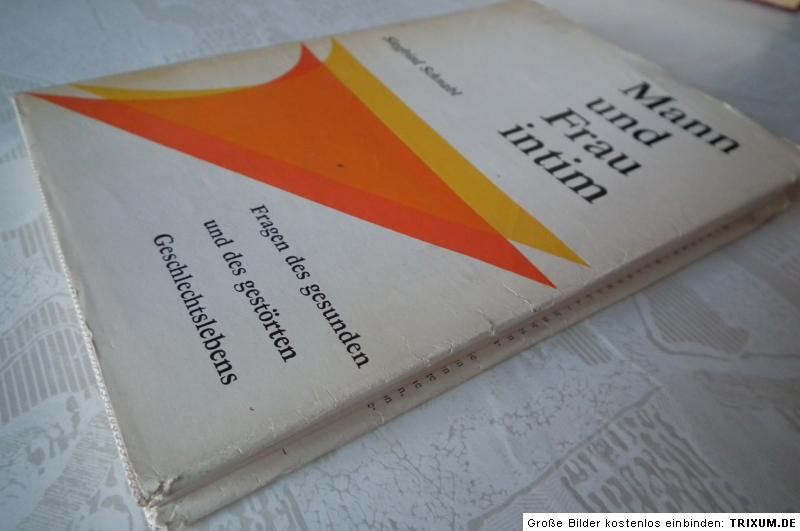 Siegfried Schnabl
Mann
und
Frau
intim
Fragen des gesunden
und des gestörten
Geschlechtslebens
Große Bilder kostenlos einbinden: TRIXUM.DE